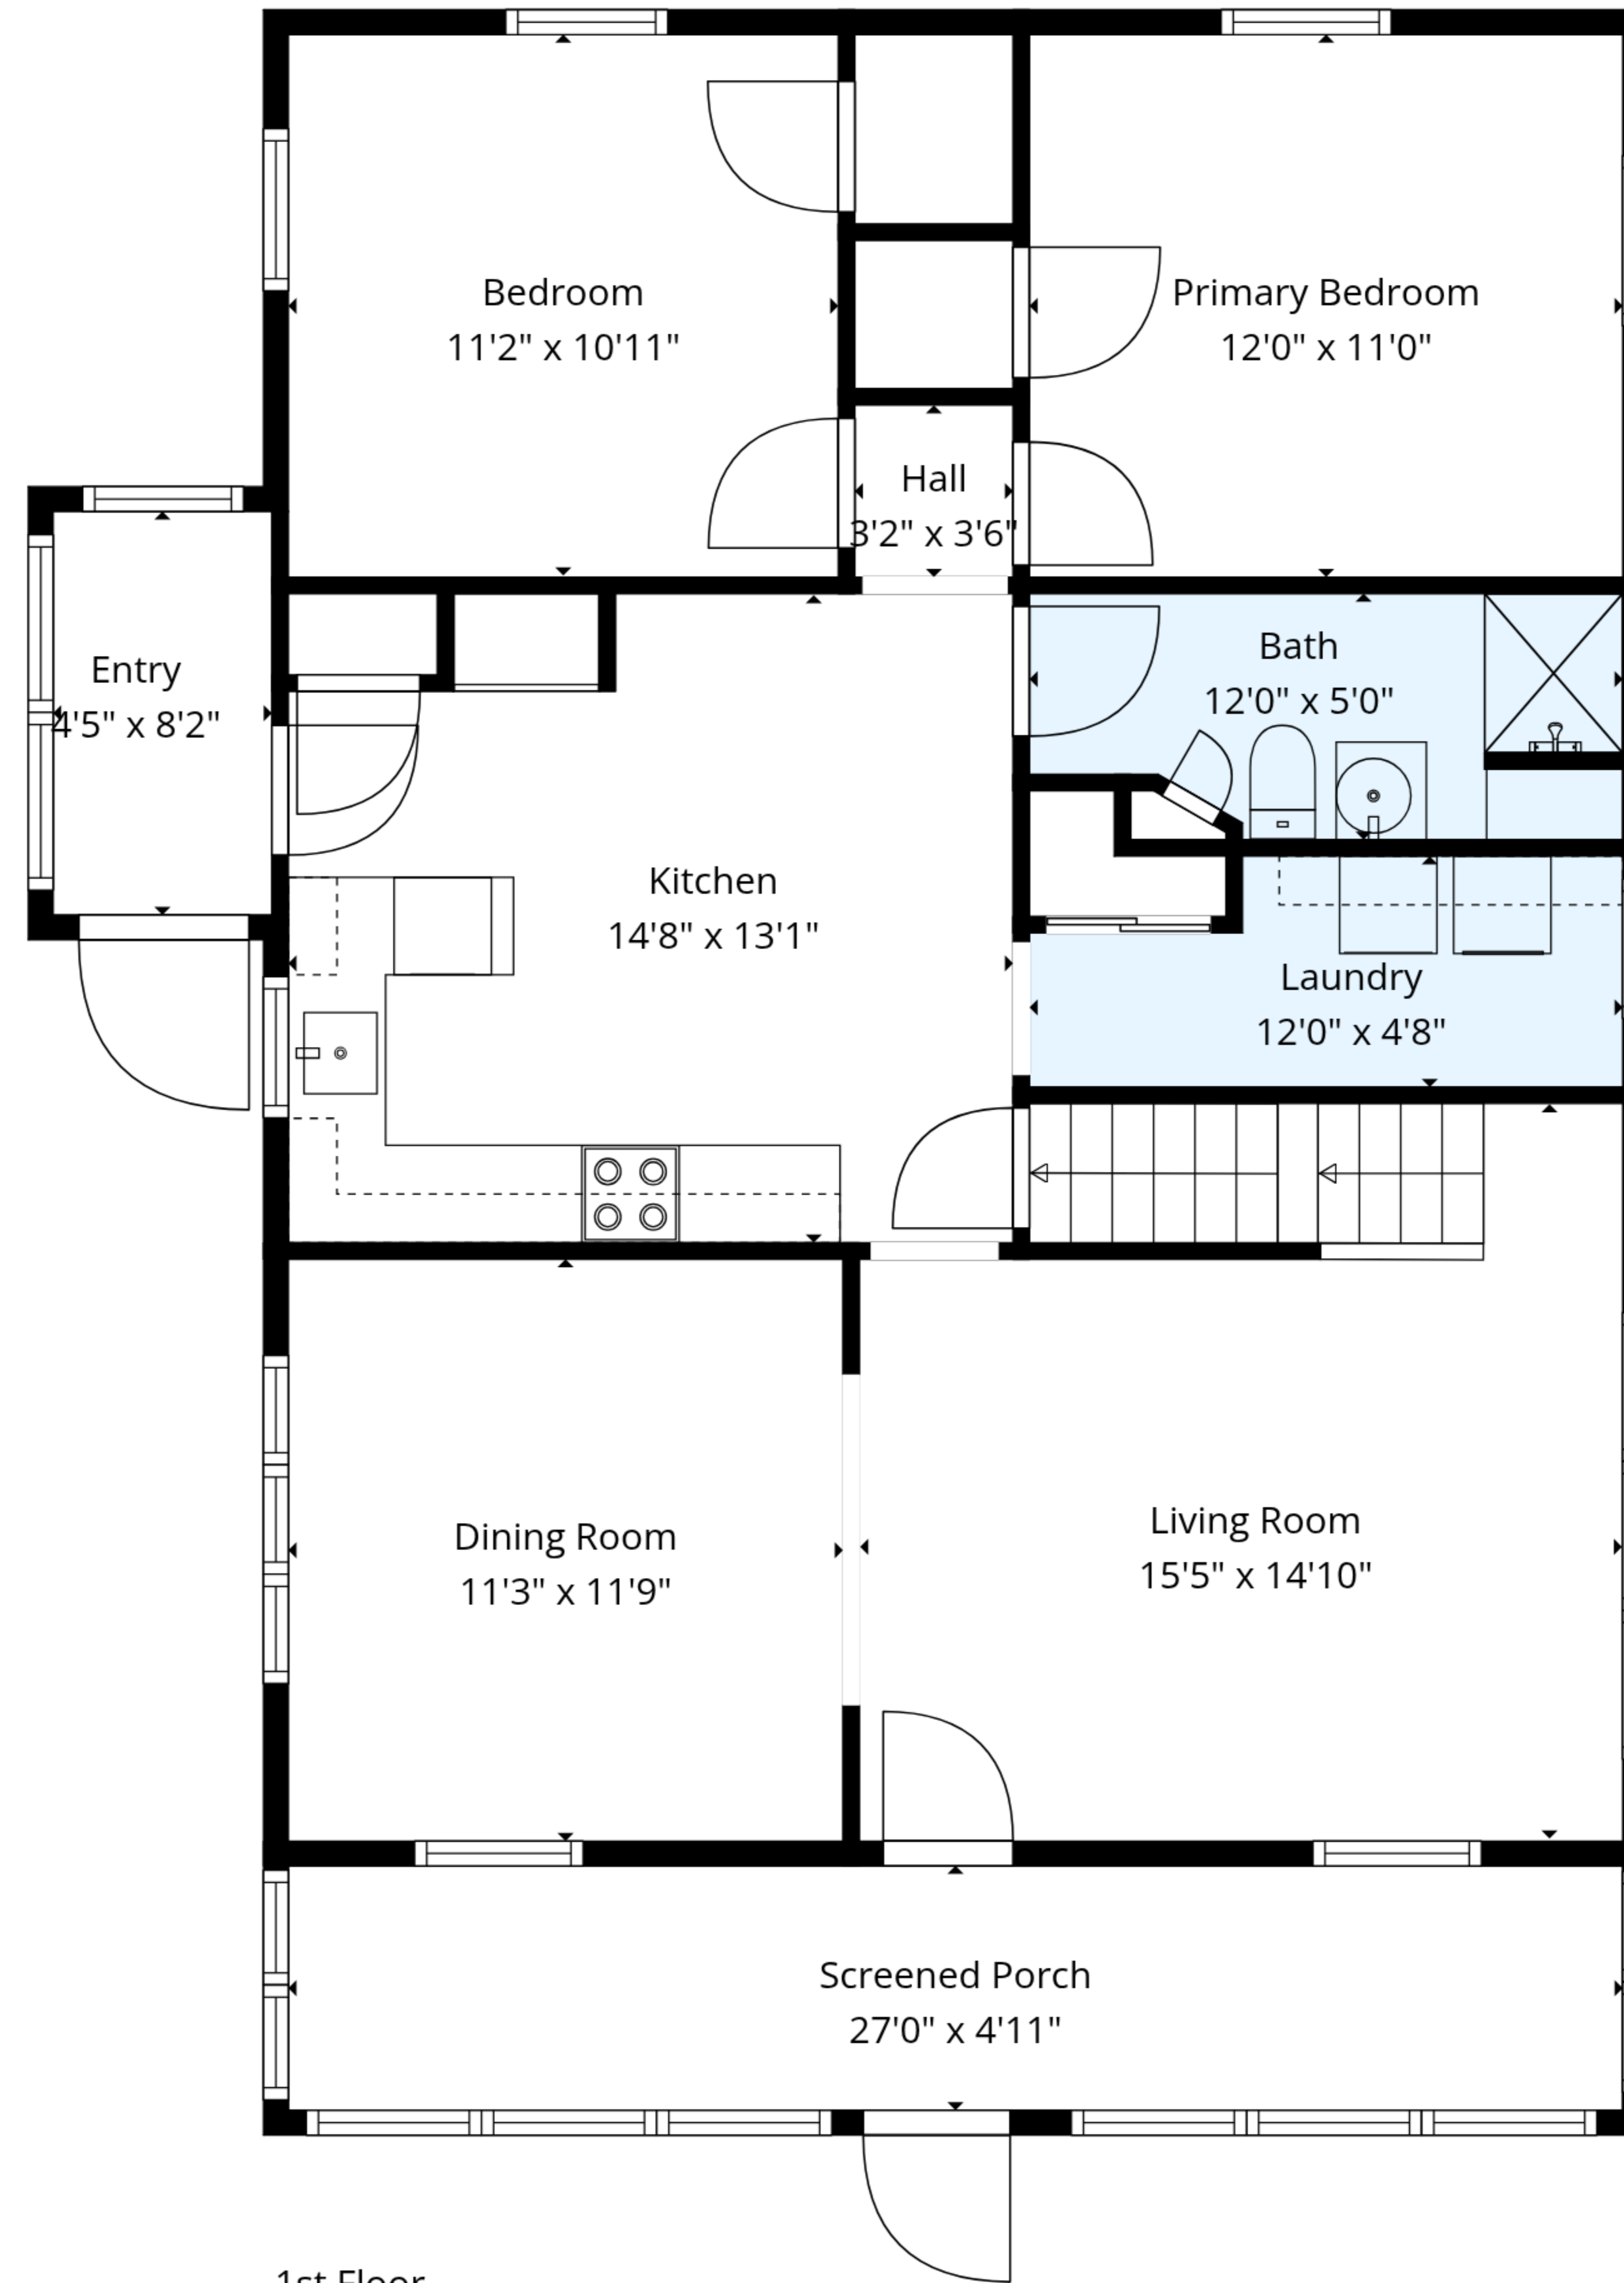 Bedroom
11'2" x 10'11"
Primary Bedroom
12'0" x 11'0"
Hall
3'2" x 3'6"
Entry
4'5" x 8'2"
Bath
12'0" x 5'0"
Kitchen
14'8" x 13'1"
Laundry
12'0" x 4'8"
Dining Room
11'3" x 11'9"
Living Room
15'5" x 14'10"
Screened Porch
27'0" x 4'11"
1st Floor